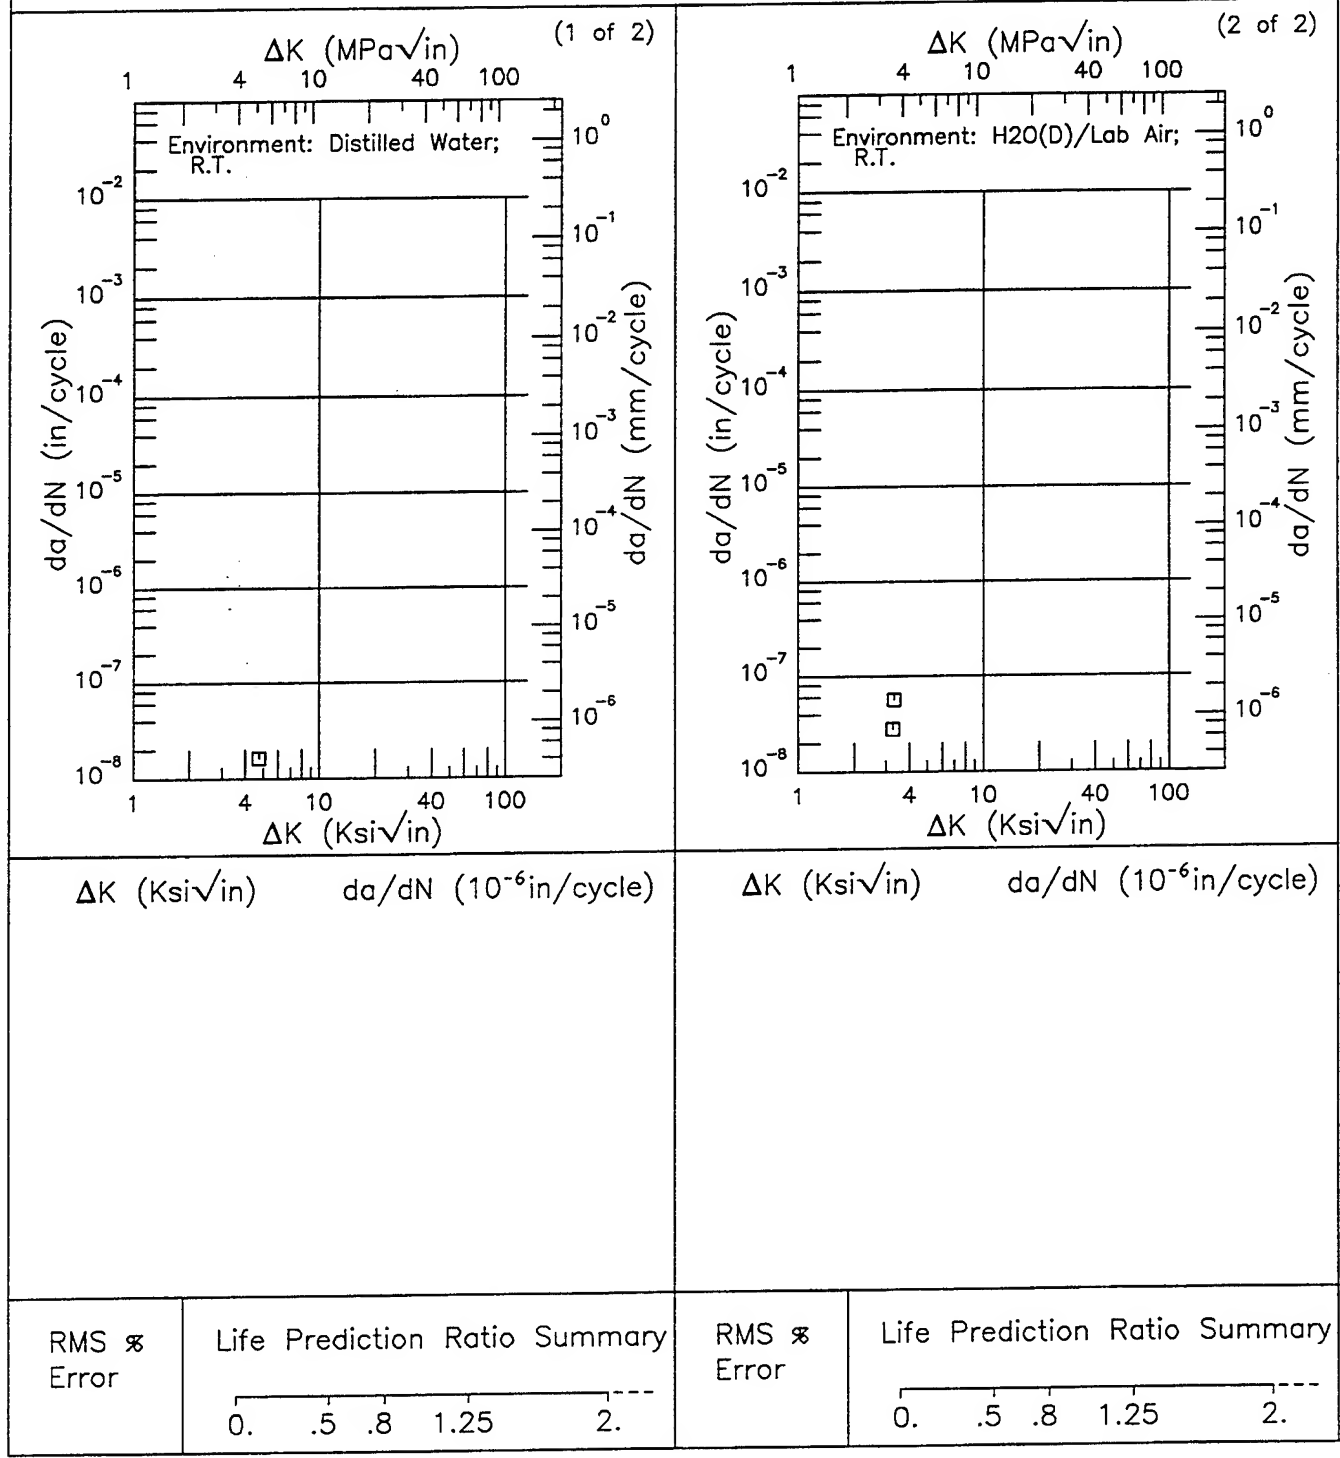 (1 of 2)
ΔK (MPa√in)
1 4 10 40 100
Environment: Distilled Water;
R.T.
10⁰
10⁻¹
10⁻²
10⁻³
10⁻⁴
10⁻⁵
10⁻⁶
da/dN (mm/cycle)
10⁻²
10⁻³
10⁻⁴
10⁻⁵
10⁻⁶
10⁻⁷
10⁻⁸
da/dN (in/cycle)
1 4 10 40 100
ΔK (Ksi√in)
ΔK (Ksi√in) da/dN (10⁻⁶in/cycle)
RMS %
Error
Life Prediction Ratio Summary
0. .5 .8 1.25 2.
(2 of 2)
ΔK (MPa√in)
1 4 10 40 100
Environment: H2O(D)/Lab Air;
R.T.
10⁰
10⁻¹
10⁻²
10⁻³
10⁻⁴
10⁻⁵
10⁻⁶
da/dN (mm/cycle)
10⁻²
10⁻³
10⁻⁴
10⁻⁵
10⁻⁶
10⁻⁷
10⁻⁸
da/dN (in/cycle)
1 4 10 40 100
ΔK (Ksi√in)
ΔK (Ksi√in) da/dN (10⁻⁶in/cycle)
RMS %
Error
Life Prediction Ratio Summary
0. .5 .8 1.25 2.